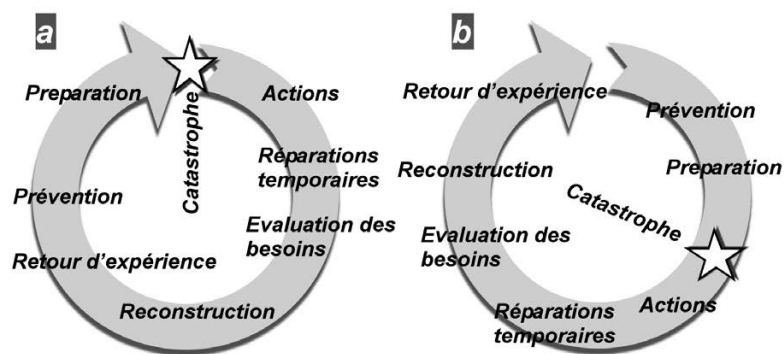 a
Catastrophe
Actions
Réparations
temporaires
Evaluation des
besoins
Reconstruction
Retour d'expérience
Prévention
Preparation
b
Retour d'expérience
Prévention
Preparation
Catastrophe
Actions
Réparations
temporaires
Evaluation des
besoins
Reconstruction